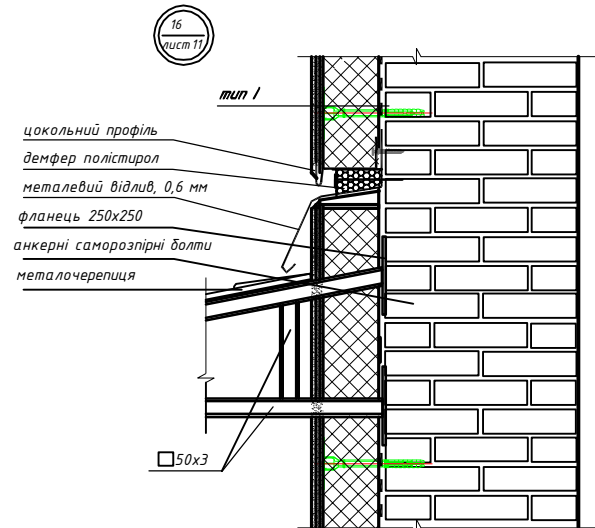 16
лист 11
тип I
цокольний профіль
демфер полістирол
металевий відлив, 0,6 мм
фланець 250х250
анкерні саморозпірні болти
металочерепиця
□50х3